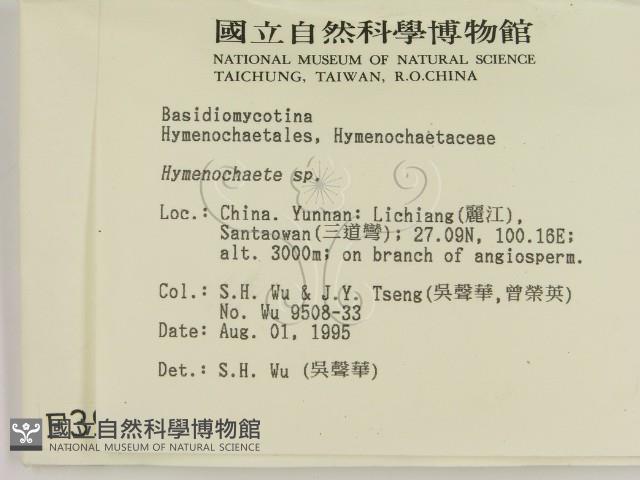 國立自然科學博物館
NATIONAL MUSEUM OF NATURAL SCIENCE
TAICHUNG, TAIWAN, R.O.CHINA
Basidiomycotina
Hymenochaetales, Hymenochaetaceae
Hymenochaete sp.
Loc.: China. Yunnan: Lichiang(麗江),
Santaowan(三道彎); 27.09N, 100.16E;
alt. 3000m; on branch of angiosperm.
Col.: S.H. Wu & J.Y. Tseng(吳聲華,曾榮英)
No. Wu 9508-33
Date: Aug. 01, 1995
Det.: S.H. Wu (吳聲華)
國立自然科學博物館
NATIONAL MUSEUM OF NATURAL SCIENCE